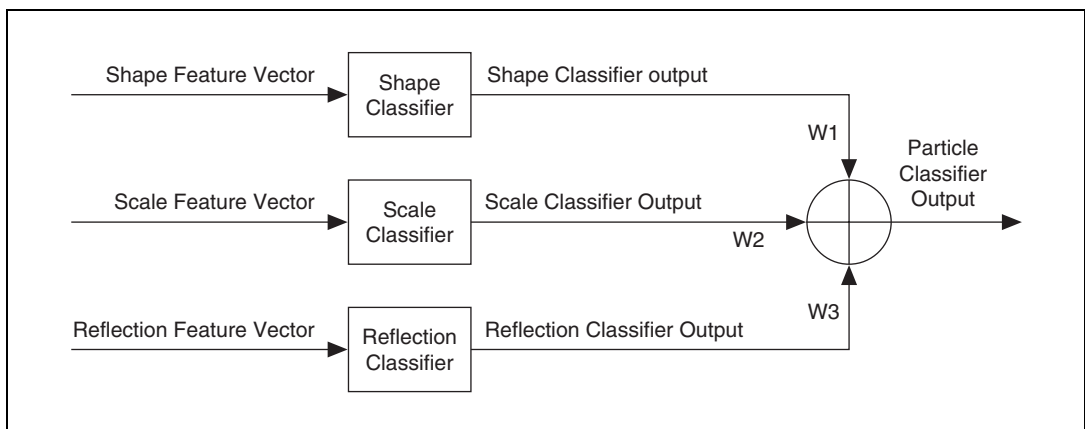 Shape Feature Vector
Shape
Classifier
Shape Classifier output
W1
Scale Feature Vector
Scale
Classifier
Scale Classifier Output
W2
Particle
Classifier
Output
Reflection Feature Vector
Reflection
Classifier
Reflection Classifier Output
W3